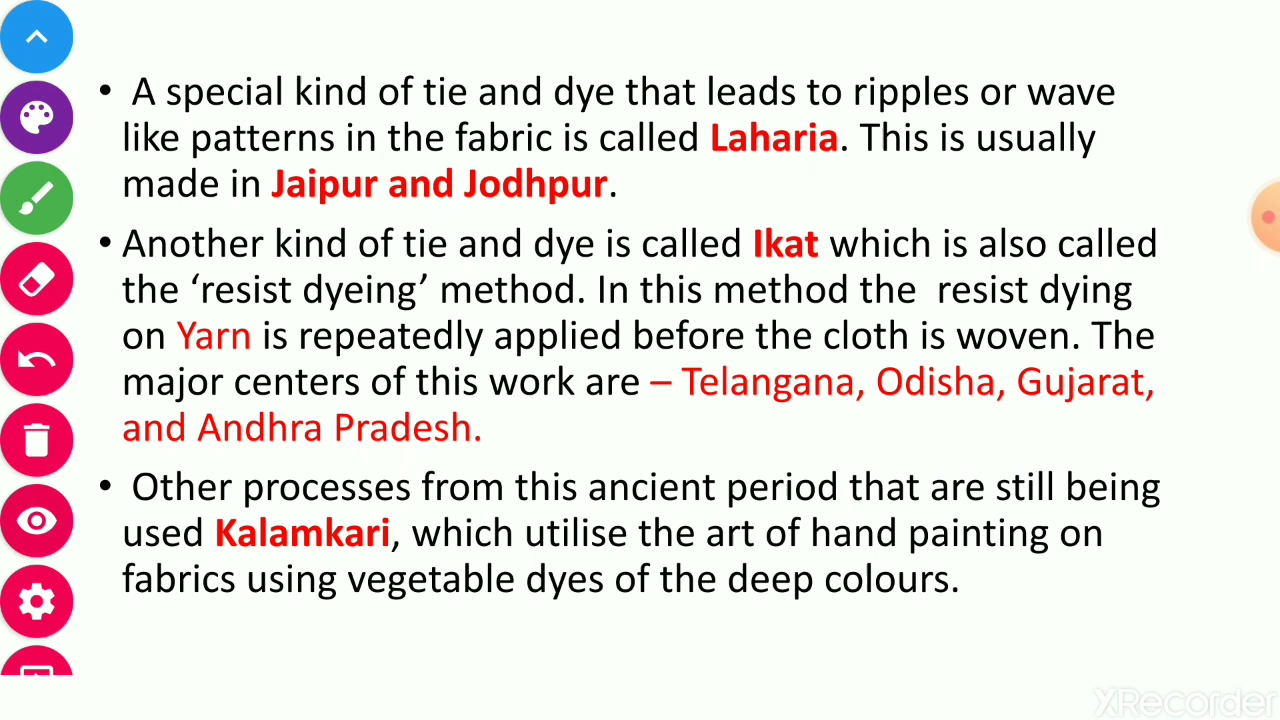 • A special kind of tie and dye that leads to ripples or wave
like patterns in the fabric is called Laharia. This is usually
made in Jaipur and Jodhpur.
• Another kind of tie and dye is called Ikat which is also called
the ‘resist dyeing’ method. In this method the  resist dying
on Yarn is repeatedly applied before the cloth is woven. The
major centers of this work are – Telangana, Odisha, Gujarat,
and Andhra Pradesh.
• Other processes from this ancient period that are still being
used Kalamkari, which utilise the art of hand painting on
fabrics using vegetable dyes of the deep colours.
XRecorder